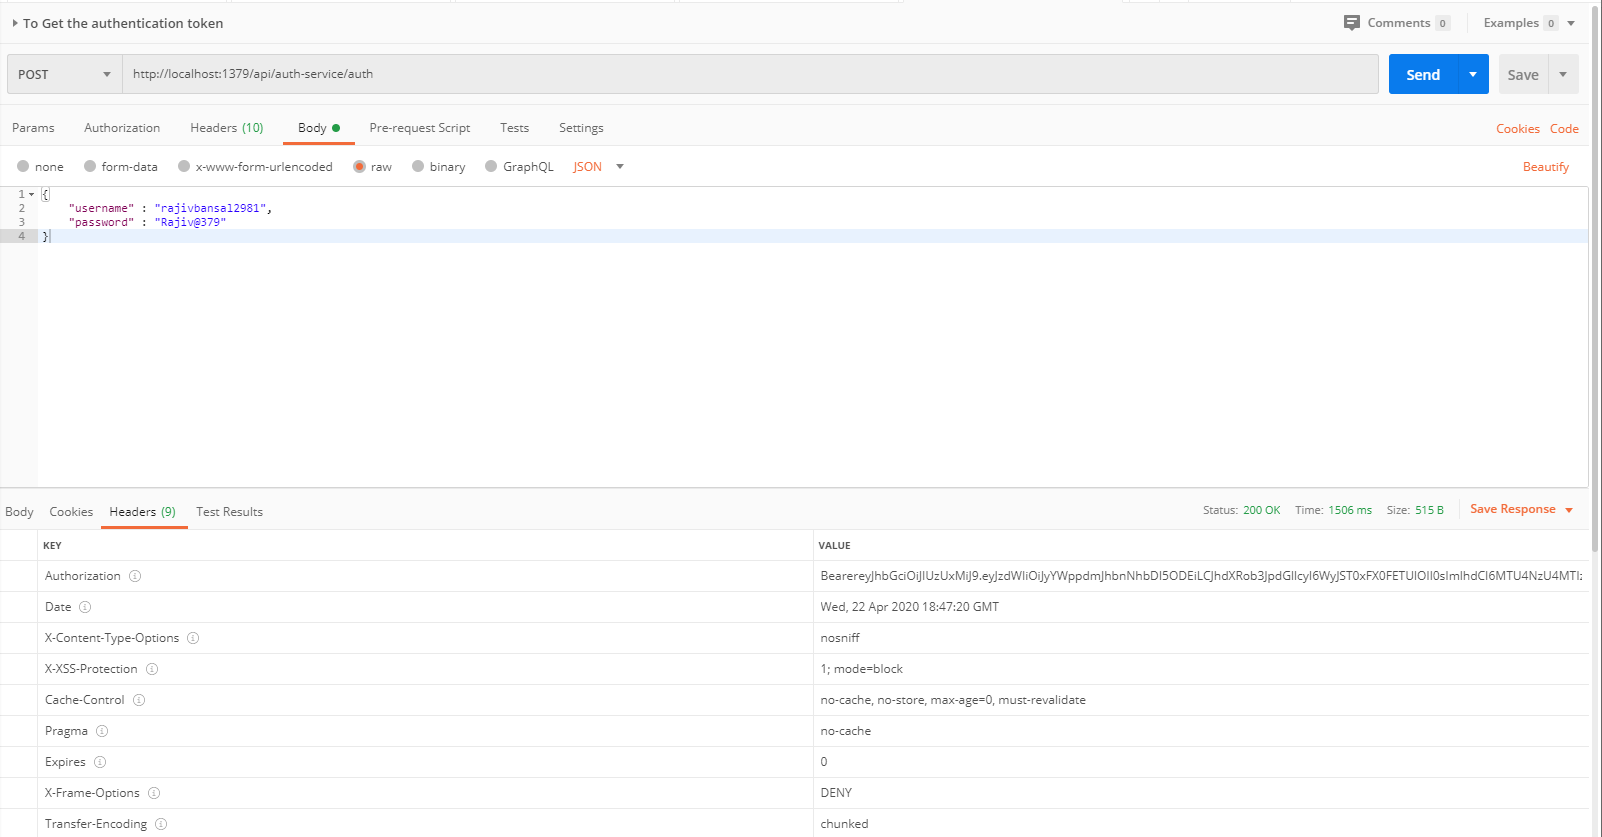 To Get the authentication token
Comments 0
Examples 0
POST
http://localhost:1379/api/auth-service/auth
Send
Save
Params Authorization Headers (10) Body Pre-request Script Tests Settings
Cookies Code
none form-data x-www-form-urlencoded raw binary GraphQL JSON
Beautify
1 {
2 "username" : "rajivbansal2981",
3 "password" : "Rajiv@379"
4 }
Body Cookies Headers (9) Test Results
Status: 200 OK Time: 1506 ms Size: 515 B Save Response
KEY VALUE
Authorization
Date Wed, 22 Apr 2020 18:47:20 GMT
X-Content-Type-Options nosniff
X-XSS-Protection 1; mode=block
Cache-Control no-cache, no-store, max-age=0, must-revalidate
Pragma no-cache
Expires 0
X-Frame-Options DENY
Transfer-Encoding chunked